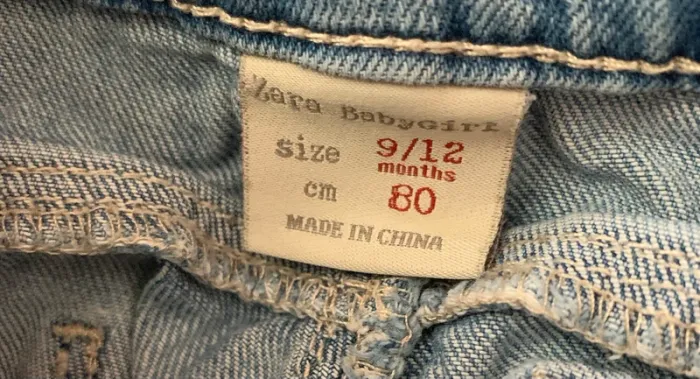 Zara BabyGirl
size 9/12
months
cm 80
MADE IN CHINA